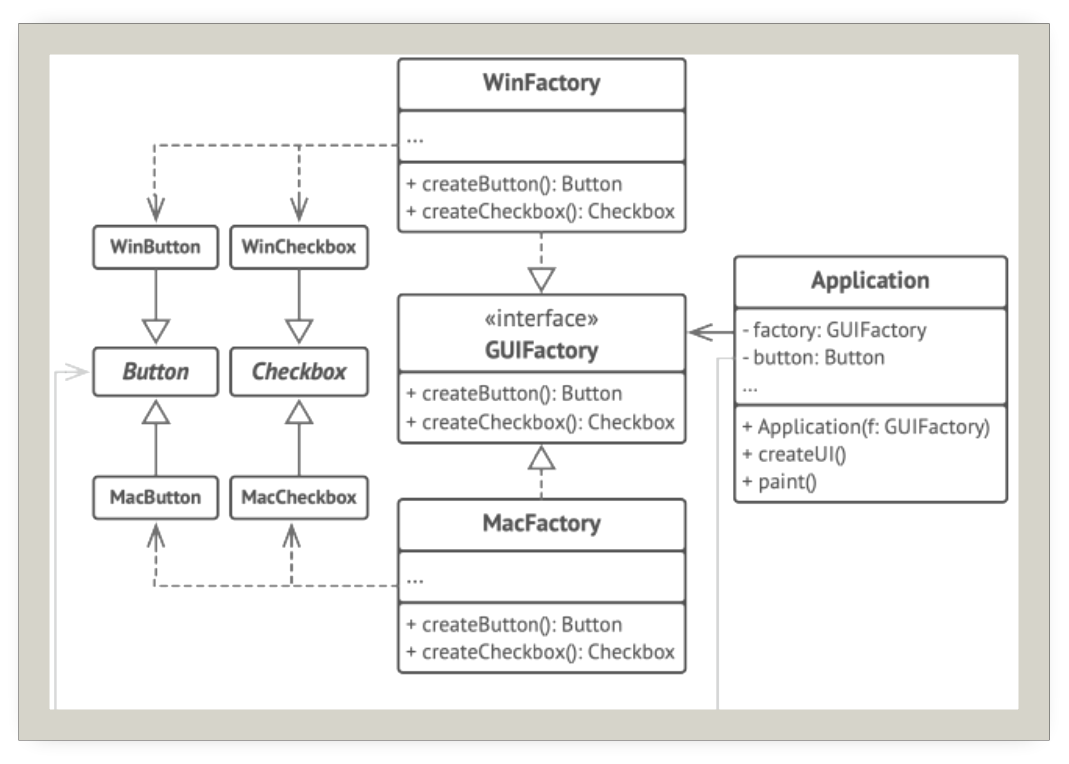 WinFactory
...
+ createButton(): Button
+ createCheckbox(): Checkbox
WinButton
WinCheckbox
«interface»
GUIFactory
+ createButton(): Button
+ createCheckbox(): Checkbox
Application
- factory: GUIFactory
- button: Button
...
+ Application(f: GUIFactory)
+ createUI()
+ paint()
Button
Checkbox
MacButton
MacCheckbox
MacFactory
...
+ createButton(): Button
+ createCheckbox(): Checkbox